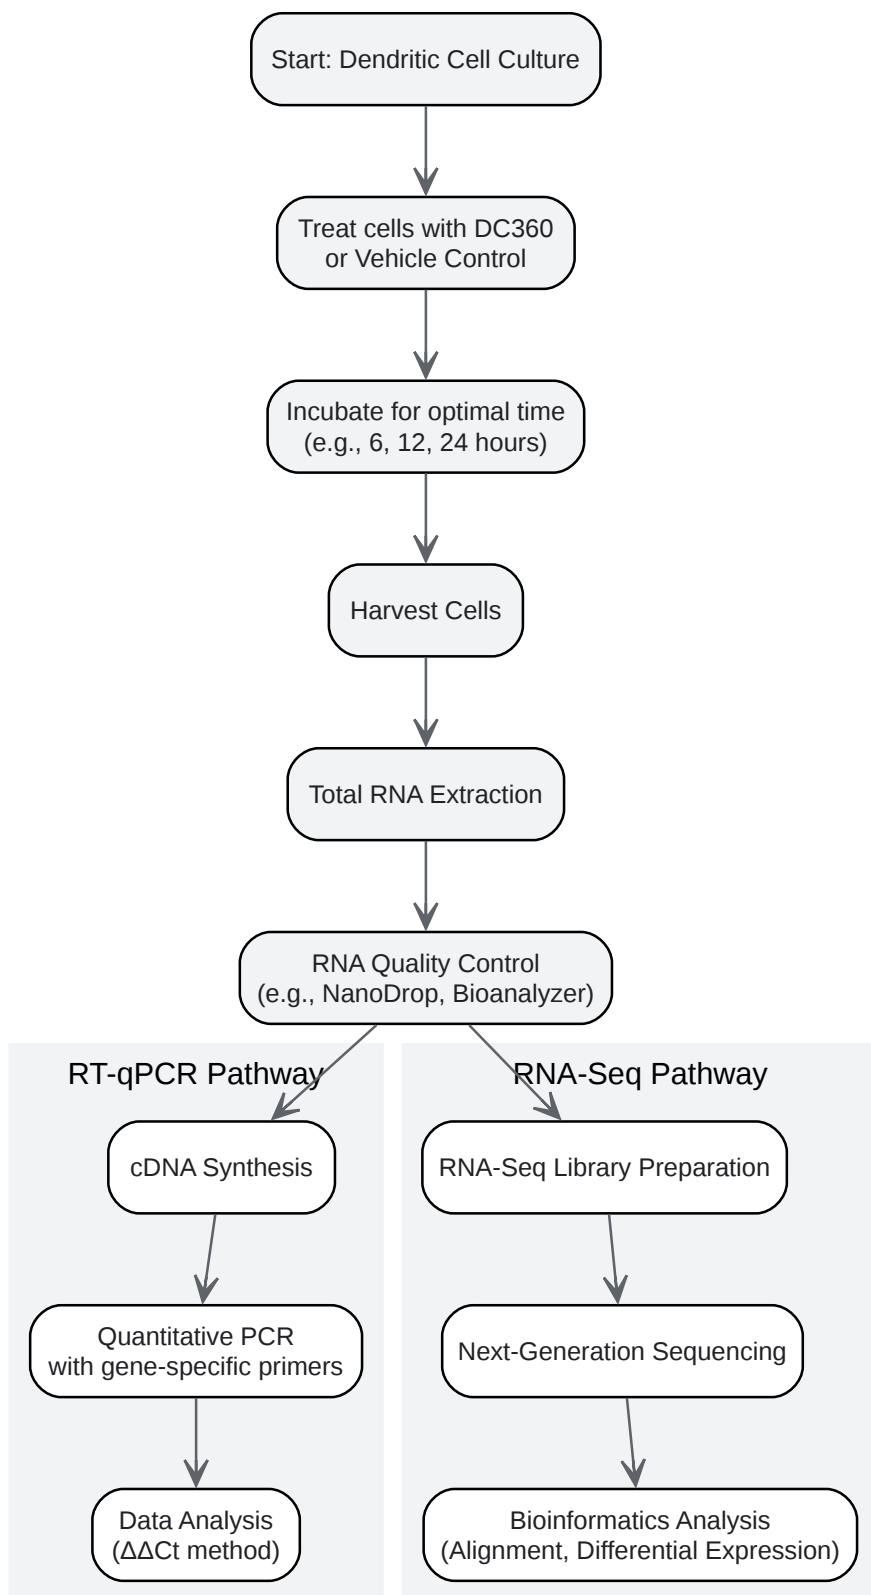 Start: Dendritic Cell Culture
Treat cells with DC360
or Vehicle Control
Incubate for optimal time
(e.g., 6, 12, 24 hours)
Harvest Cells
Total RNA Extraction
RNA Quality Control
(e.g., NanoDrop, Bioanalyzer)
RT-qPCR Pathway
cDNA Synthesis
Quantitative PCR
with gene-specific primers
Data Analysis
(ΔΔCt method)
RNA-Seq Pathway
RNA-Seq Library Preparation
Next-Generation Sequencing
Bioinformatics Analysis
(Alignment, Differential Expression)